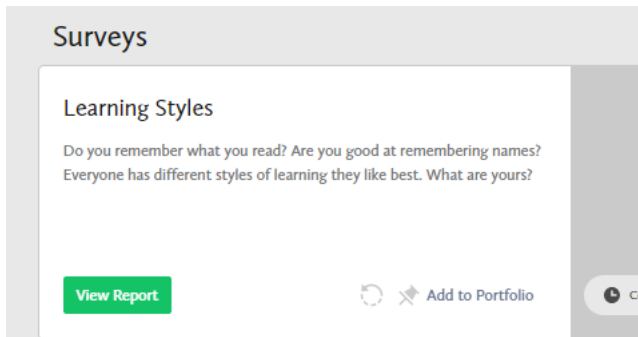 Surveys
Learning Styles
Do you remember what you read? Are you good at remembering names?
Everyone has different styles of learning they like best. What are yours?
View Report
Add to Portfolio